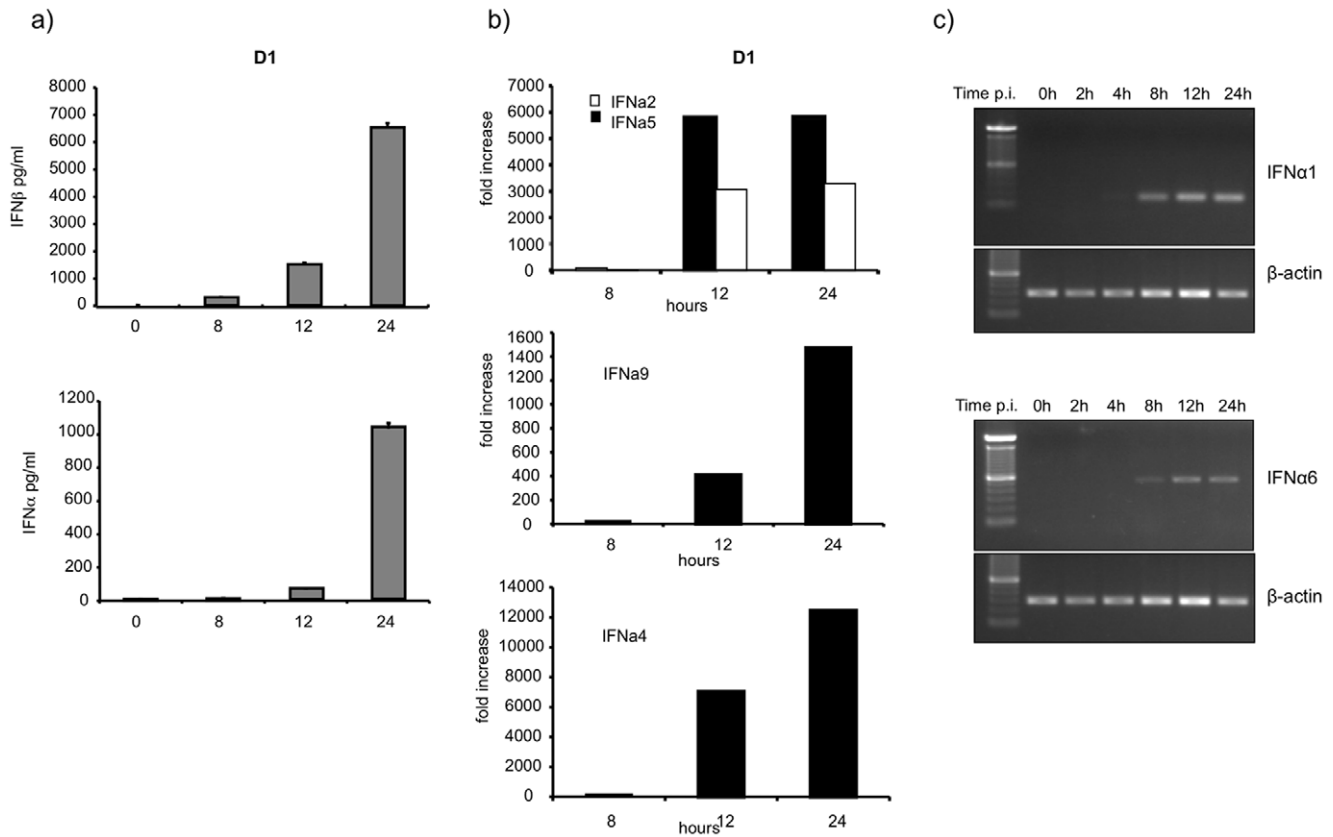 a)
D1
IFNβ pg/ml
8000
7000
6000
5000
4000
3000
2000
1000
0
0 8 12 24
IFNα pg/ml
1200
1000
800
600
400
200
0
0 8 12 24
b)
D1
fold increase
7000
6000
5000
4000
3000
2000
1000
0
IFNa2
IFNa5
8 12 24
hours
fold increase
1600
1400
1200
1000
800
600
400
200
0
IFNa9
8 12 24
hours
fold increase
14000
12000
10000
8000
6000
4000
2000
0
IFNa4
8 12 24
hours
c)
Time p.i. 0h 2h 4h 8h 12h 24h
IFNα1
β-actin
Time p.i. 0h 2h 4h 8h 12h 24h
IFNα6
β-actin